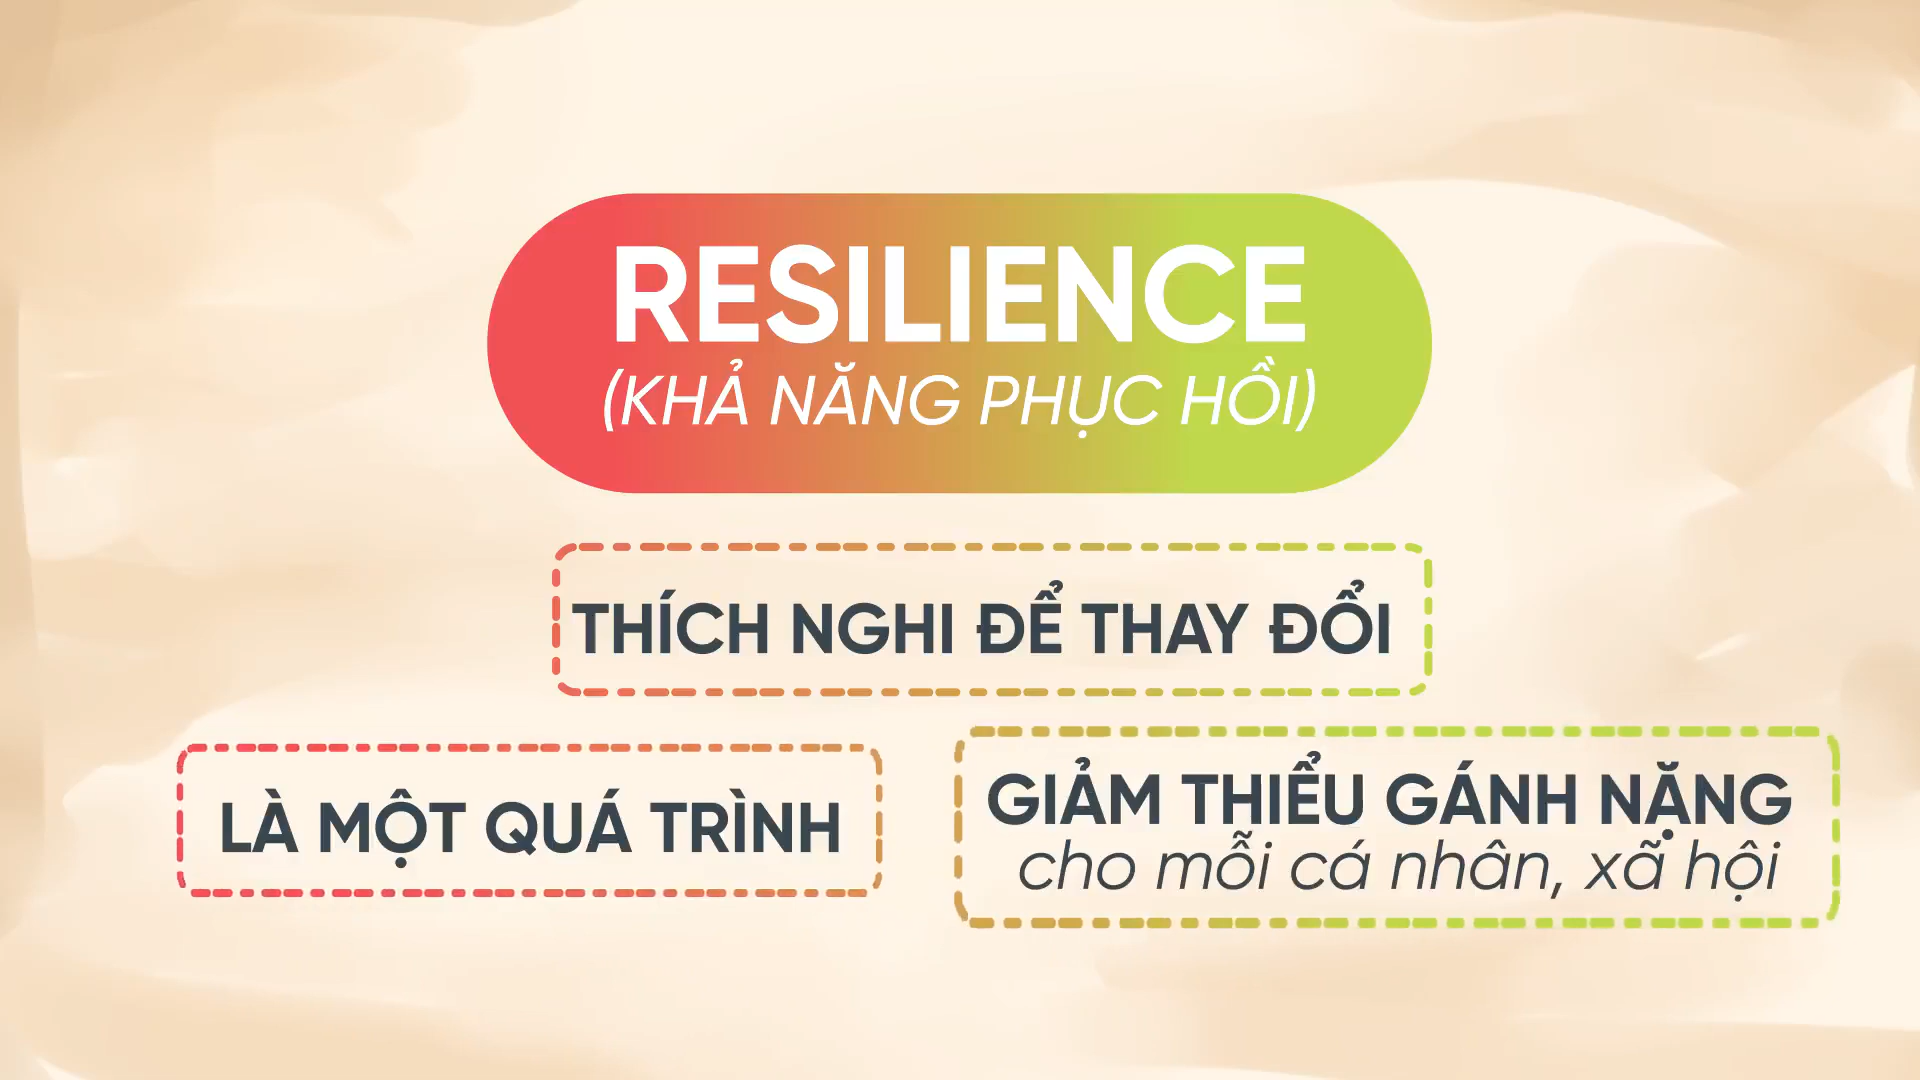 RESILIENCE
(KHẢ NĂNG PHỤC HỒI)
THÍCH NGHI ĐỂ THAY ĐỔI
LÀ MỘT QUÁ TRÌNH
GIẢM THIỂU GÁNH NẶNG
cho mỗi cá nhân, xã hội